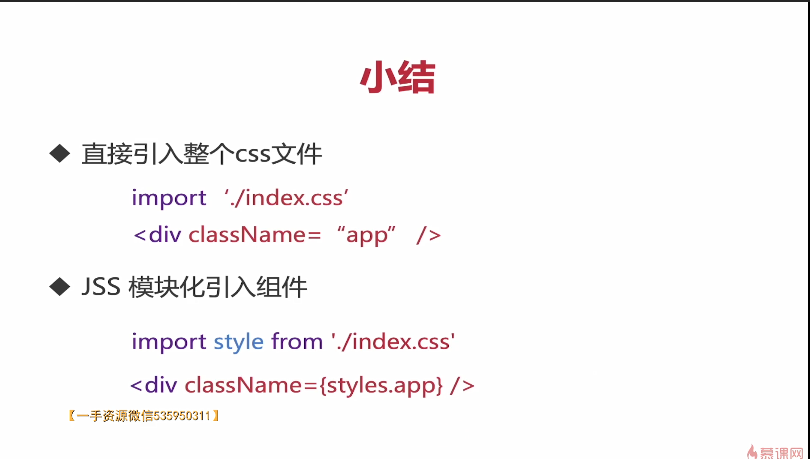 小结
◆ 直接引入整个css文件
import ‘./index.css’
<div className= “app” />
◆ JSS 模块化引入组件
import style from './index.css'
<div className={styles.app} />
【一手资源微信535950311】
慕课网